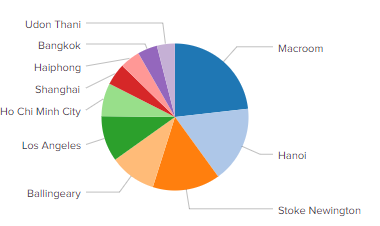 Udon Thani
Bangkok
Haiphong
Shanghai
Ho Chi Minh City
Los Angeles
Ballingeary
Macroom
Hanoi
Stoke Newington